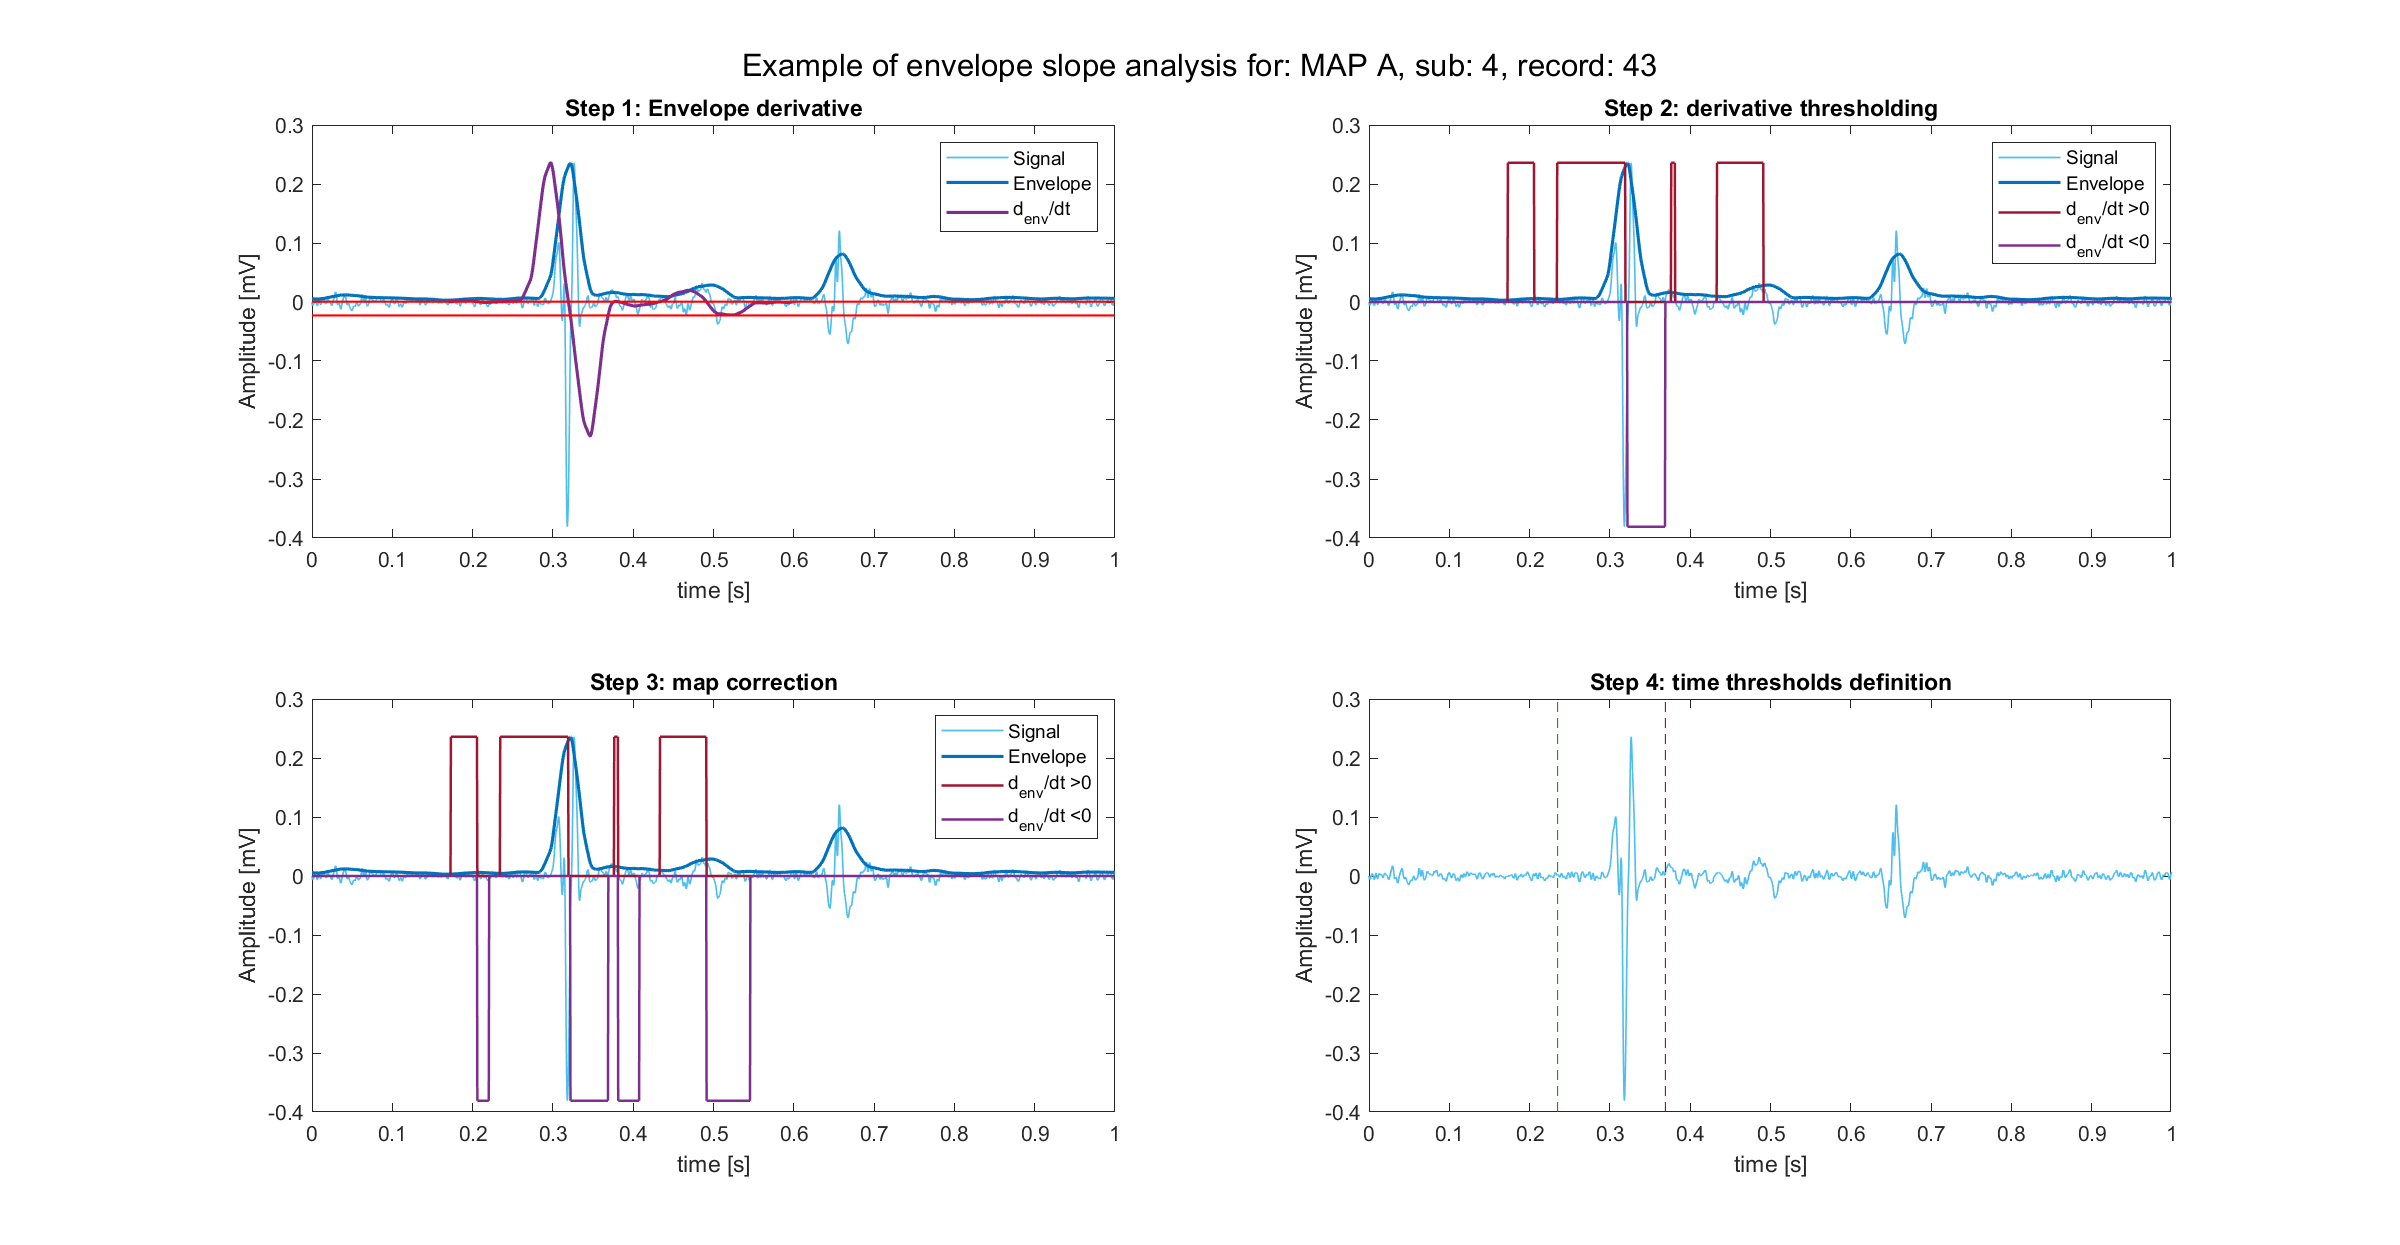 Example of envelope slope analysis for: MAP A, sub: 4, record: 43
Step 1: Envelope derivative
0.3
0.2
0.1
0
-0.1
-0.2
-0.3
-0.4
Amplitude [mV]
0 0.1 0.2 0.3 0.4 0.5 0.6 0.7 0.8 0.9 1
time [s]
Signal
Envelope
d_env/dt
Step 2: derivative thresholding
0.3
0.2
0.1
0
-0.1
-0.2
-0.3
-0.4
Amplitude [mV]
0 0.1 0.2 0.3 0.4 0.5 0.6 0.7 0.8 0.9 1
time [s]
Signal
Envelope
d_env/dt >0
d_env/dt <0
Step 3: map correction
0.3
0.2
0.1
0
-0.1
-0.2
-0.3
-0.4
Amplitude [mV]
0 0.1 0.2 0.3 0.4 0.5 0.6 0.7 0.8 0.9 1
time [s]
Signal
Envelope
d_env/dt >0
d_env/dt <0
Step 4: time thresholds definition
0.3
0.2
0.1
0
-0.1
-0.2
-0.3
-0.4
Amplitude [mV]
0 0.1 0.2 0.3 0.4 0.5 0.6 0.7 0.8 0.9 1
time [s]